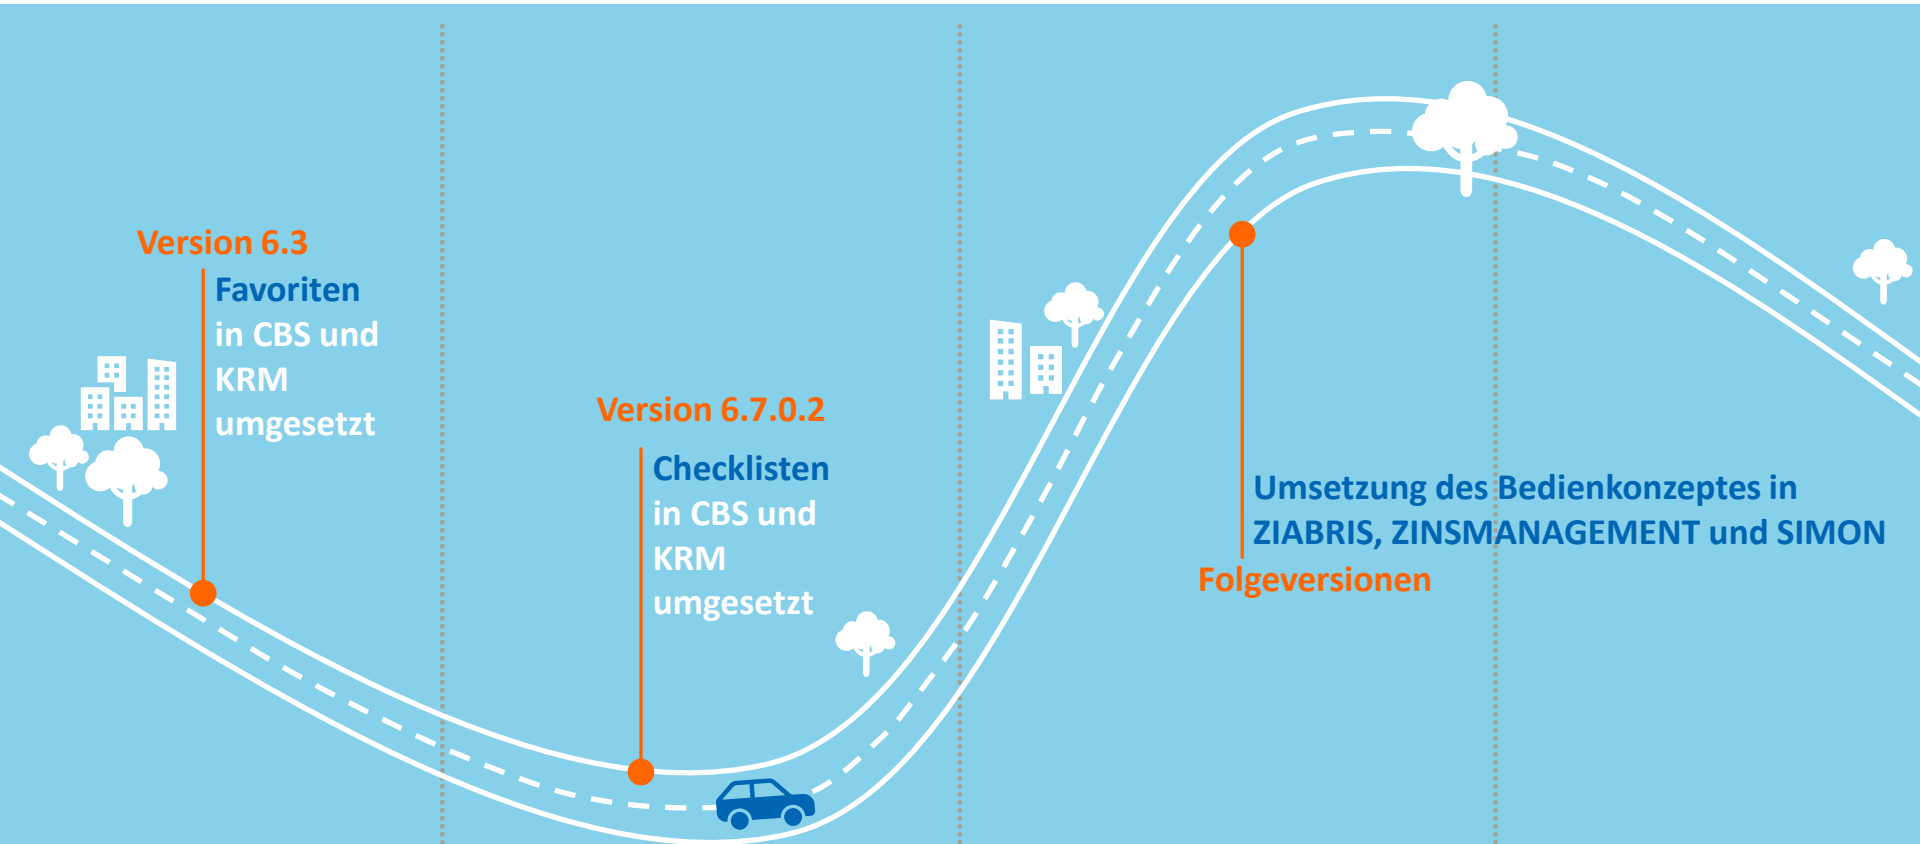 Version 6.3
Favoriten
in CBS und
KRM
umgesetzt
Version 6.7.0.2
Checklisten
in CBS und
KRM
umgesetzt
Umsetzung des Bedienkonzeptes in
ZIABRIS, ZINSMANAGEMENT und SIMON
Folgeversionen